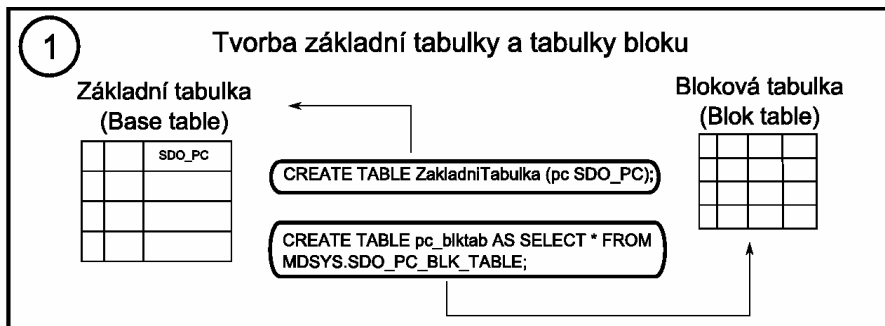 1
Tvorba základní tabulky a tabulky bloku
Základní tabulka
(Base table)
SDO_PC
Bloková tabulka
(Blok table)
CREATE TABLE ZakladniTabulka (pc SDO_PC);
CREATE TABLE pc_blktab AS SELECT * FROM
MDSYS.SDO_PC_BLK_TABLE;